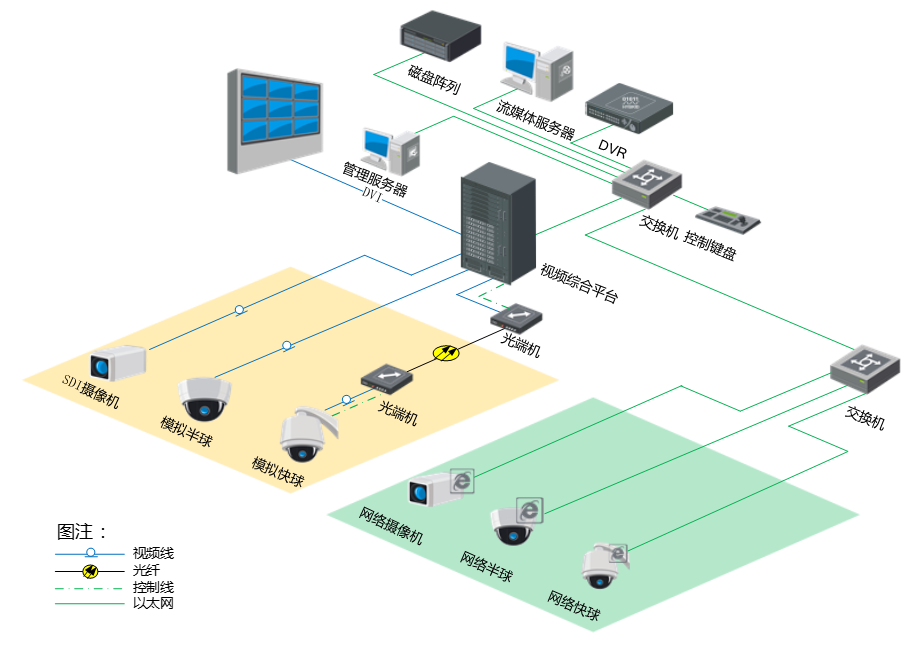 磁盘阵列
流媒体服务器
DVR
管理服务器
DVI
交换机
控制键盘
视频综合平台
光端机
SDI摄像机
模拟半球
光端机
模拟快球
交换机
网络摄像机
网络半球
网络快球
图注：
视频线
光纤
控制线
以太网